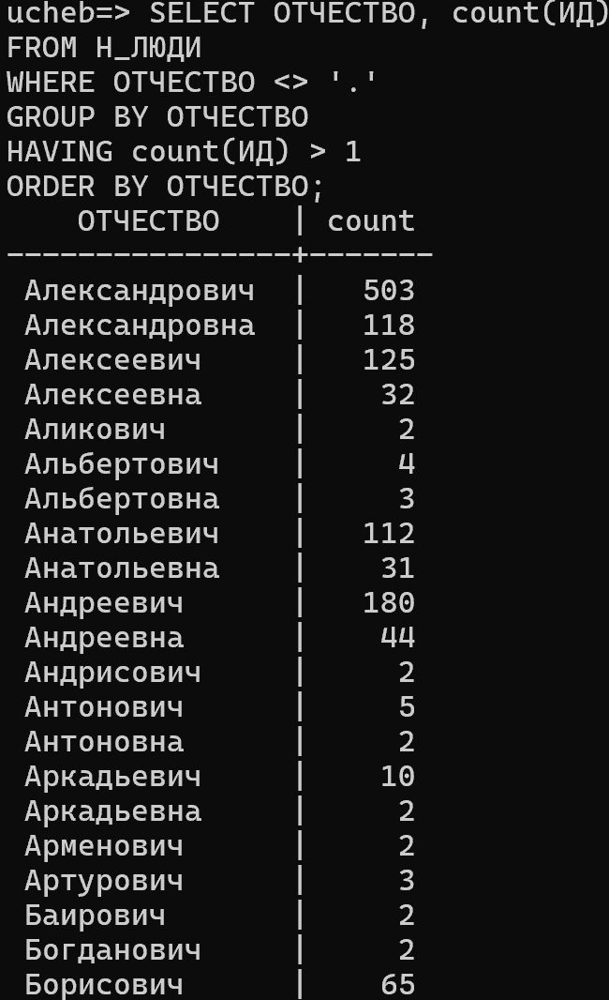 ucheb=> SELECT ОТЧЕСТВО, count(ИД)
FROM Н_ЛЮДИ
WHERE ОТЧЕСТВО <> '.'
GROUP BY ОТЧЕСТВО
HAVING count(ИД) > 1
ORDER BY ОТЧЕСТВО;
ОТЧЕСТВО | count
----------------+-------
Александрович | 503
Александровна | 118
Алексеевич | 125
Алексеевна | 32
Аликович | 2
Альбертович | 4
Альбертовна | 3
Анатольевич | 112
Анатольевна | 31
Андреевич | 180
Андреевна | 44
Андрисович | 2
Антонович | 5
Антоновна | 2
Аркадьевич | 10
Аркадьевна | 2
Арменович | 2
Артурович | 3
Баирович | 2
Богданович | 2
Борисович | 65